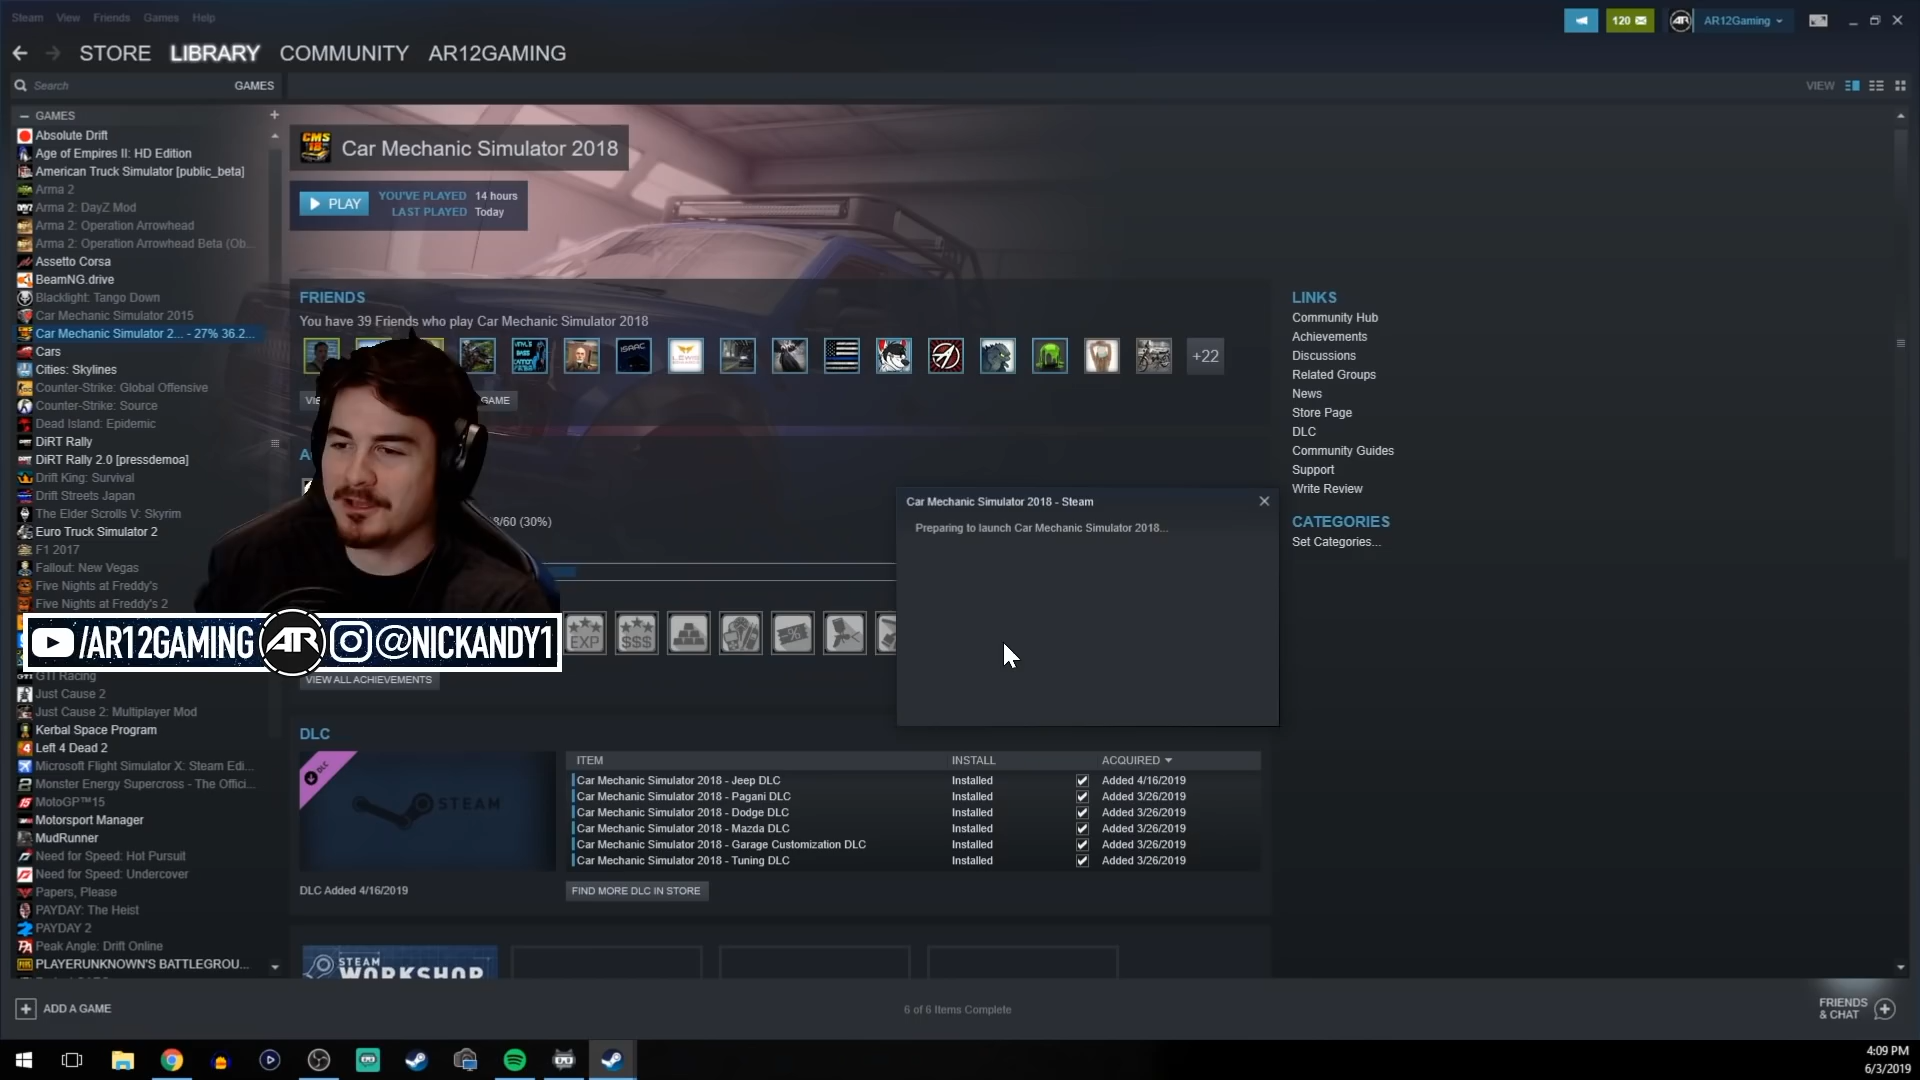 Steam View Friends Games Help
120
AR12Gaming
STORE LIBRARY COMMUNITY AR12GAMING
Search
GAMES
VIEW
GAMES
Absolute Drift
Age of Empires II: HD Edition
American Truck Simulator [public_beta]
Arma 2
Arma 2: DayZ Mod
Arma 2: Operation Arrowhead
Arma 2: Operation Arrowhead Beta (Ob...
Assetto Corsa
BeamNG.drive
Blacklight: Tango Down
Car Mechanic Simulator 2015
Car Mechanic Simulator 2... - 27% 36.2...
Cars
Cities: Skylines
Counter-Strike: Global Offensive
Counter-Strike: Source
Dead Island: Epidemic
DiRT Rally
DiRT Rally 2.0 [pressdemoa]
Drift King: Survival
Drift Streets Japan
The Elder Scrolls V: Skyrim
Euro Truck Simulator 2
F1 2017
Fallout: New Vegas
Five Nights at Freddy's
Five Nights at Freddy's 2
/AR12GAMING AR @NICKANDY1
GTI Racing
Just Cause 2
Just Cause 2: Multiplayer Mod
Kerbal Space Program
Left 4 Dead 2
Microsoft Flight Simulator X: Steam Edi...
Monster Energy Supercross - The Offici...
MotoGP™15
Motorsport Manager
MudRunner
Need for Speed: Hot Pursuit
Need for Speed: Undercover
Papers, Please
PAYDAY: The Heist
PAYDAY 2
Peak Angle: Drift Online
PLAYERUNKNOWN'S BATTLEGROU...
ADD A GAME
CMS 18
Car Mechanic Simulator 2018
PLAY
YOU'VE PLAYED 14 hours
LAST PLAYED Today
FRIENDS
You have 39 Friends who play Car Mechanic Simulator 2018
ISAAC
+22
GAME
8/60 (30%)
EXP
$$$
VIEW ALL ACHIEVEMENTS
Car Mechanic Simulator 2018 - Steam
Preparing to launch Car Mechanic Simulator 2018...
DLC
DLC
STEAM
DLC Added 4/16/2019
ITEM INSTALL ACQUIRED
Car Mechanic Simulator 2018 - Jeep DLC Installed Added 4/16/2019
Car Mechanic Simulator 2018 - Pagani DLC Installed Added 3/26/2019
Car Mechanic Simulator 2018 - Dodge DLC Installed Added 3/26/2019
Car Mechanic Simulator 2018 - Mazda DLC Installed Added 3/26/2019
Car Mechanic Simulator 2018 - Garage Customization DLC Installed Added 3/26/2019
Car Mechanic Simulator 2018 - Tuning DLC Installed Added 3/26/2019
FIND MORE DLC IN STORE
STEAM
WORKSHOP
LINKS
Community Hub
Achievements
Discussions
Related Groups
News
Store Page
DLC
Community Guides
Support
Write Review
CATEGORIES
Set Categories...
6 of 6 Items Complete
FRIENDS
& CHAT
4:09 PM
6/3/2019